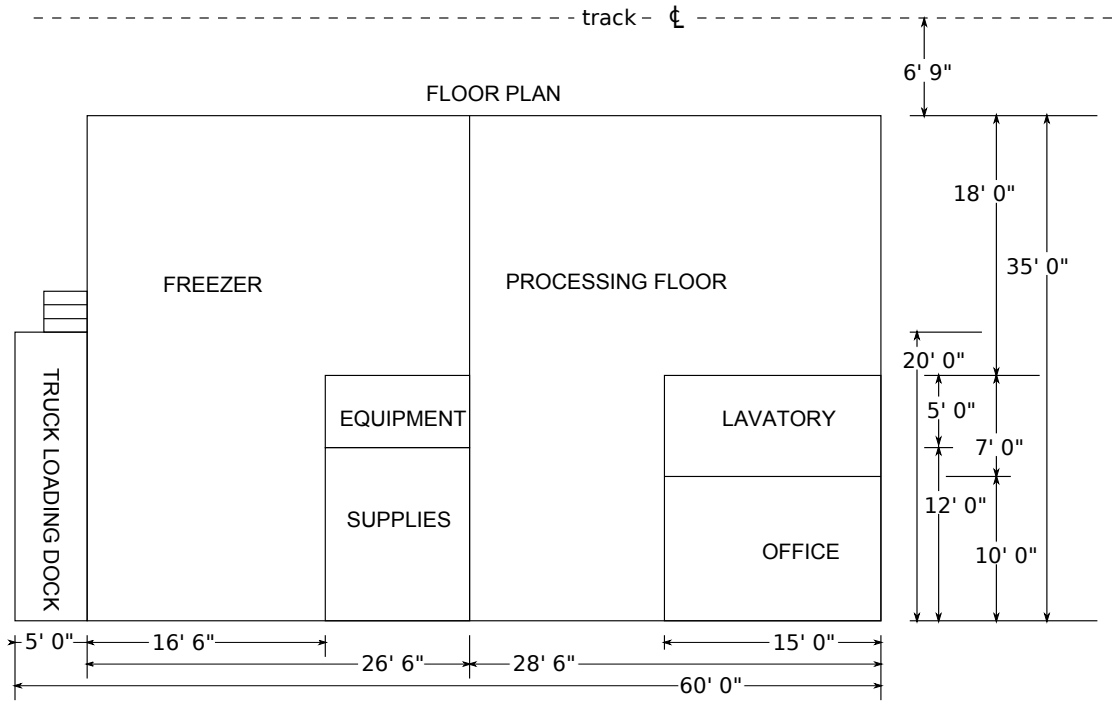 track ℄
6' 9"
FLOOR PLAN
18' 0"
35' 0"
FREEZER
PROCESSING FLOOR
20' 0"
TRUCK LOADING DOCK
EQUIPMENT
LAVATORY
5' 0"
7' 0"
12' 0"
SUPPLIES
OFFICE
10' 0"
5' 0"
16' 6"
15' 0"
26' 6"
28' 6"
60' 0"